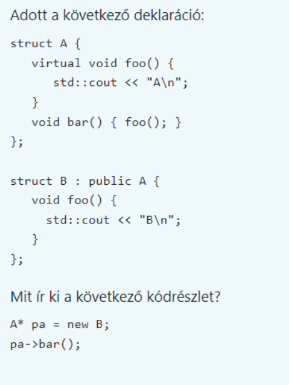 Adott a következő deklaráció:
struct A {
virtual void foo() {
std::cout << "A\n";
}
void bar() { foo(); }
};
struct B : public A {
void foo() {
std::cout << "B\n";
}
};
Mit ír ki a következő kódrészlet?
A* pa = new B;
pa->bar();